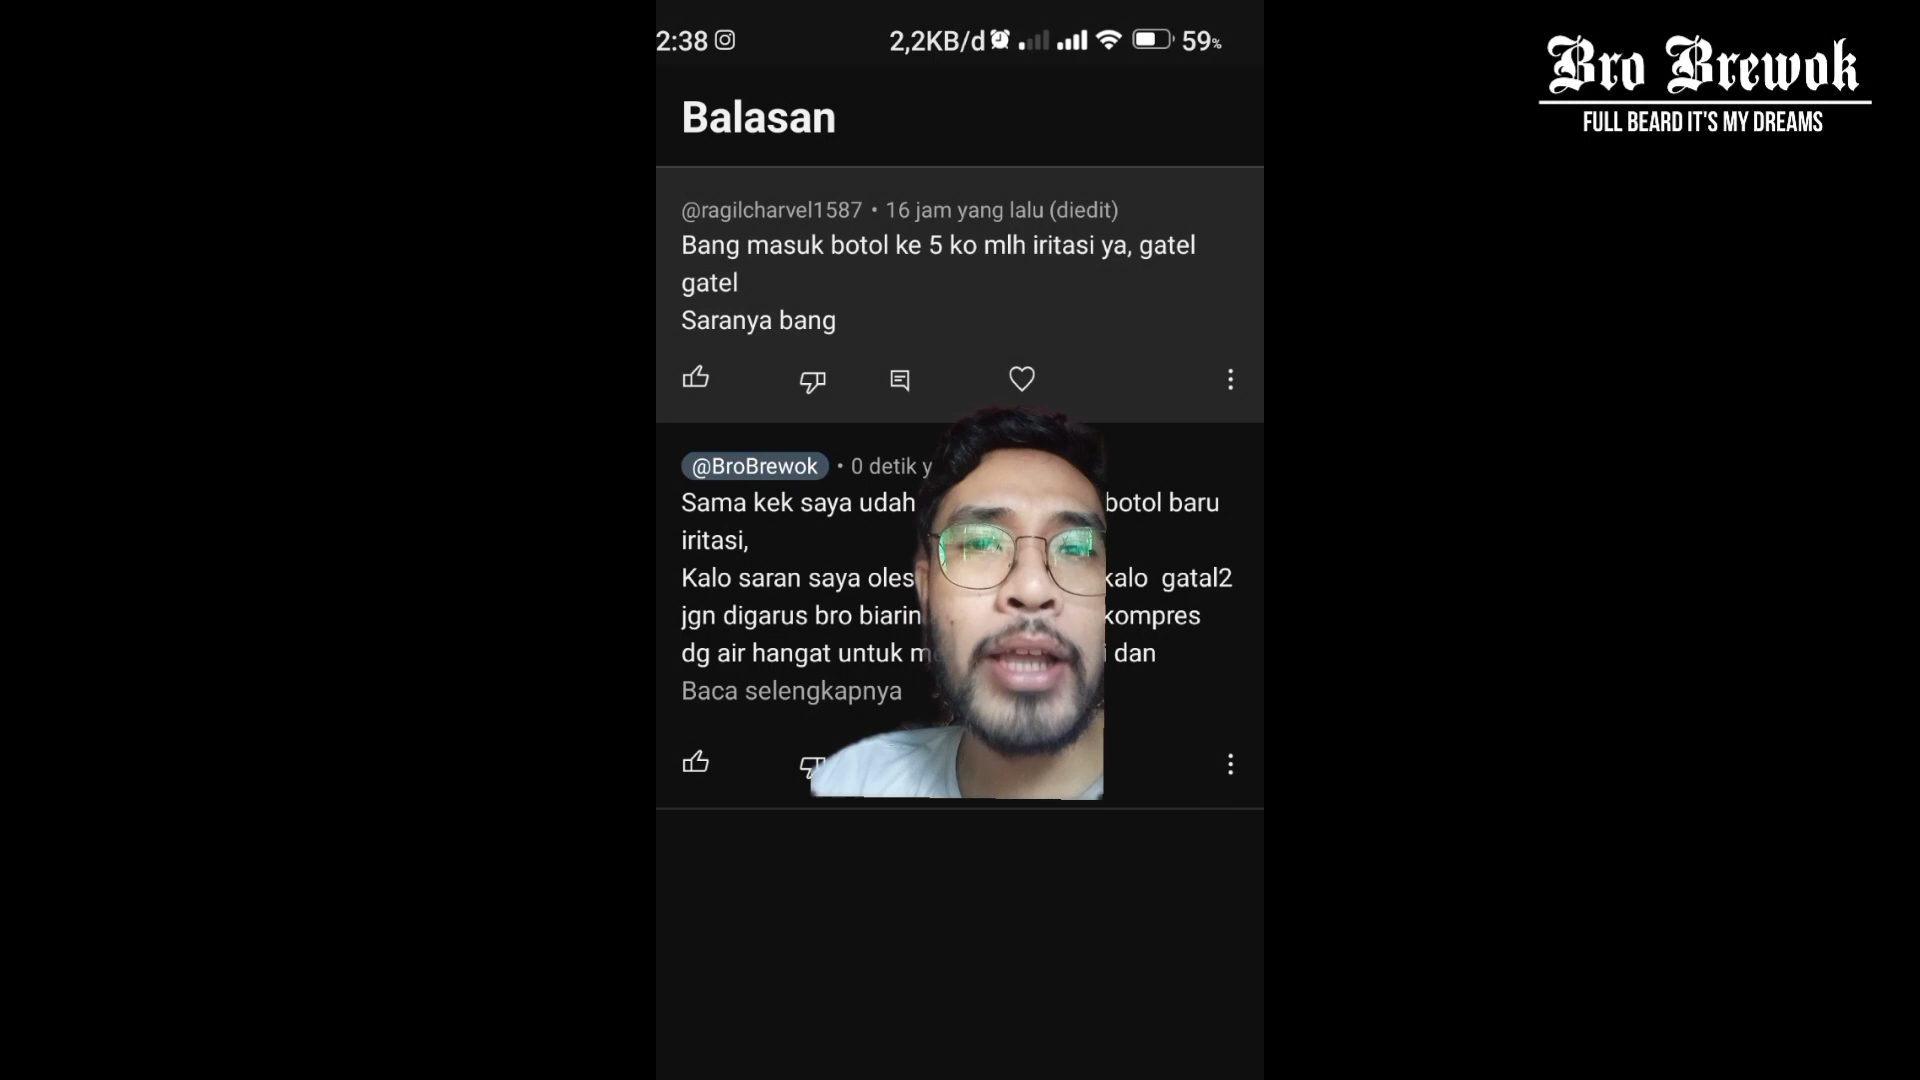 2:38 2,2KB/d 59%
Bro Brewok
FULL BEARD IT'S MY DREAMS
Balasan
@ragilcharvel1587 • 16 jam yang lalu (diedit)
Bang masuk botol ke 5 ko mlh iritasi ya, gatel
gatel
Saranya bang
@BroBrewok • 0 detik y
Sama kek saya udah botol baru
iritasi,
Kalo saran saya oles kalo gatal2
jgn digarus bro biarin kompres
dg air hangat untuk dan
Baca selengkapnya